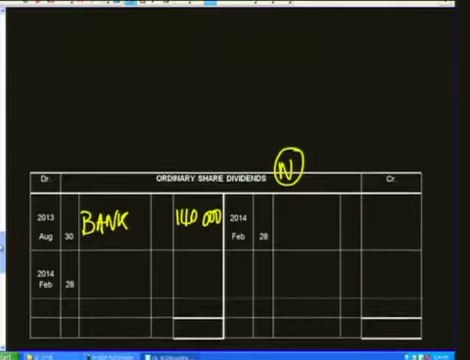 N
Dr. ORDINARY SHARE DIVIDENDS Cr.
2013 BANK 140 000 2014
Aug 30 Feb 28
2014
Feb 28